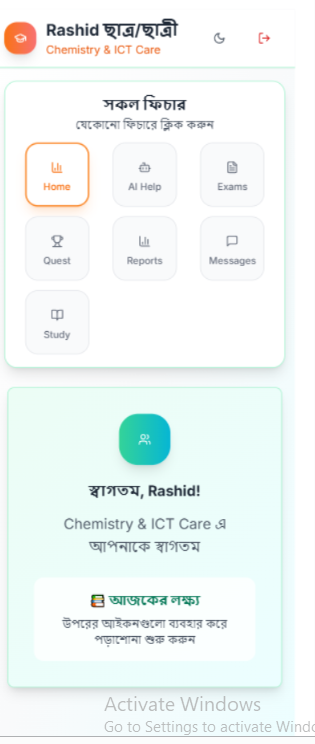 Rashid ছাত্র/ছাত্রী
Chemistry & ICT Care
সকল ফিচার
যেকোনো ফিচারে ক্লিক করুন
Home
AI Help
Exams
Quest
Reports
Messages
Study
স্বাগতম, Rashid!
Chemistry & ICT Care এ
আপনাকে স্বাগতম
📚 আজকের লক্ষ্য
উপরের আইকনগুলো ব্যবহার করে
পড়াশোনা শুরু করুন
Activate Windows
Go to Settings to activate